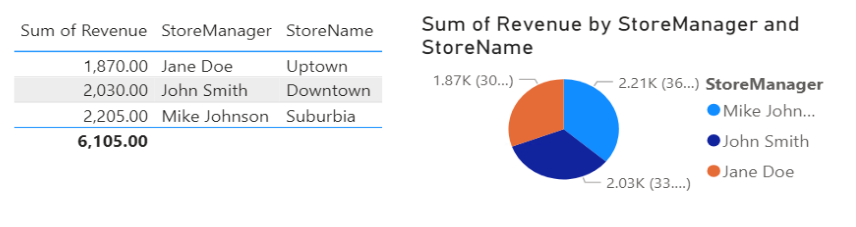 Sum of Revenue StoreManager StoreName
1,870.00 Jane Doe Uptown
2,030.00 John Smith Downtown
2,205.00 Mike Johnson Suburbia
6,105.00
Sum of Revenue by StoreManager and
StoreName
1.87K (30...)
2.21K (36...)
2.03K (33....)
StoreManager
Mike John...
John Smith
Jane Doe